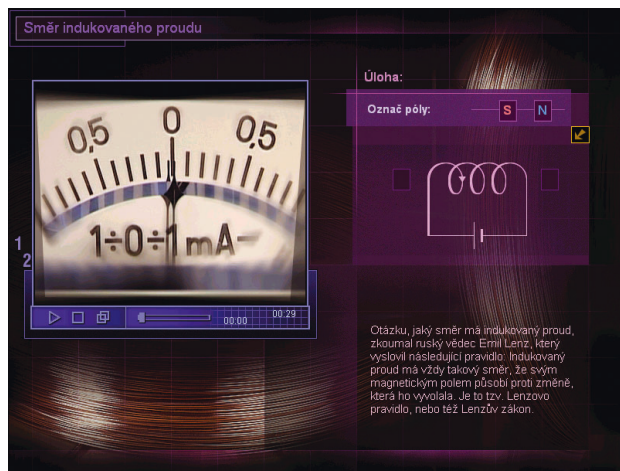 Směr indukovaného proudu
Úloha:
Označ póly: S N
0,5 0 0,5
1÷0÷1 mA
1
2
00:00 00:29
Otázku, jaký směr má indukovaný proud,
zkoumal ruský vědec Emil Lenz, který
vyslovil následující pravidlo: Indukovaný
proud má vždy takový směr, že svým
magnetickým polem působí proti změně,
která ho vyvolala. Je to tzv. Lenzovo
pravidlo, nebo též Lenzův zákon.